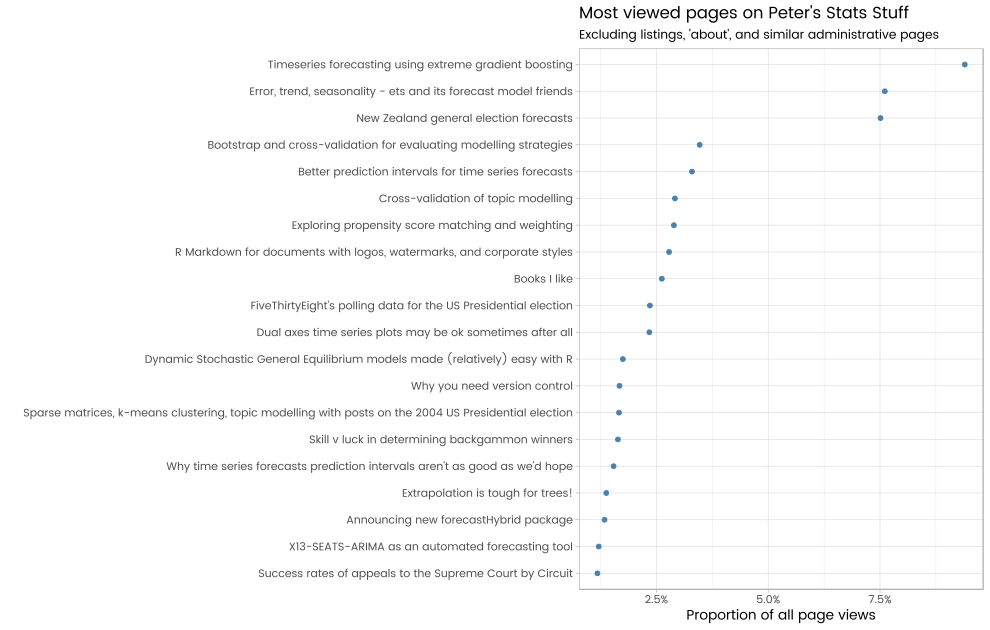 Most viewed pages on Peter's Stats Stuff
Excluding listings, 'about', and similar administrative pages
Timeseries forecasting using extreme gradient boosting
Error, trend, seasonality - ets and its forecast model friends
New Zealand general election forecasts
Bootstrap and cross-validation for evaluating modelling strategies
Better prediction intervals for time series forecasts
Cross-validation of topic modelling
Exploring propensity score matching and weighting
R Markdown for documents with logos, watermarks, and corporate styles
Books I like
FiveThirtyEight's polling data for the US Presidential election
Dual axes time series plots may be ok sometimes after all
Dynamic Stochastic General Equilibrium models made (relatively) easy with R
Why you need version control
Sparse matrices, k-means clustering, topic modelling with posts on the 2004 US Presidential election
Skill v luck in determining backgammon winners
Why time series forecasts prediction intervals aren't as good as we'd hope
Extrapolation is tough for trees!
Announcing new forecastHybrid package
X13-SEATS-ARIMA as an automated forecasting tool
Success rates of appeals to the Supreme Court by Circuit
2.5% 5.0% 7.5%
Proportion of all page views